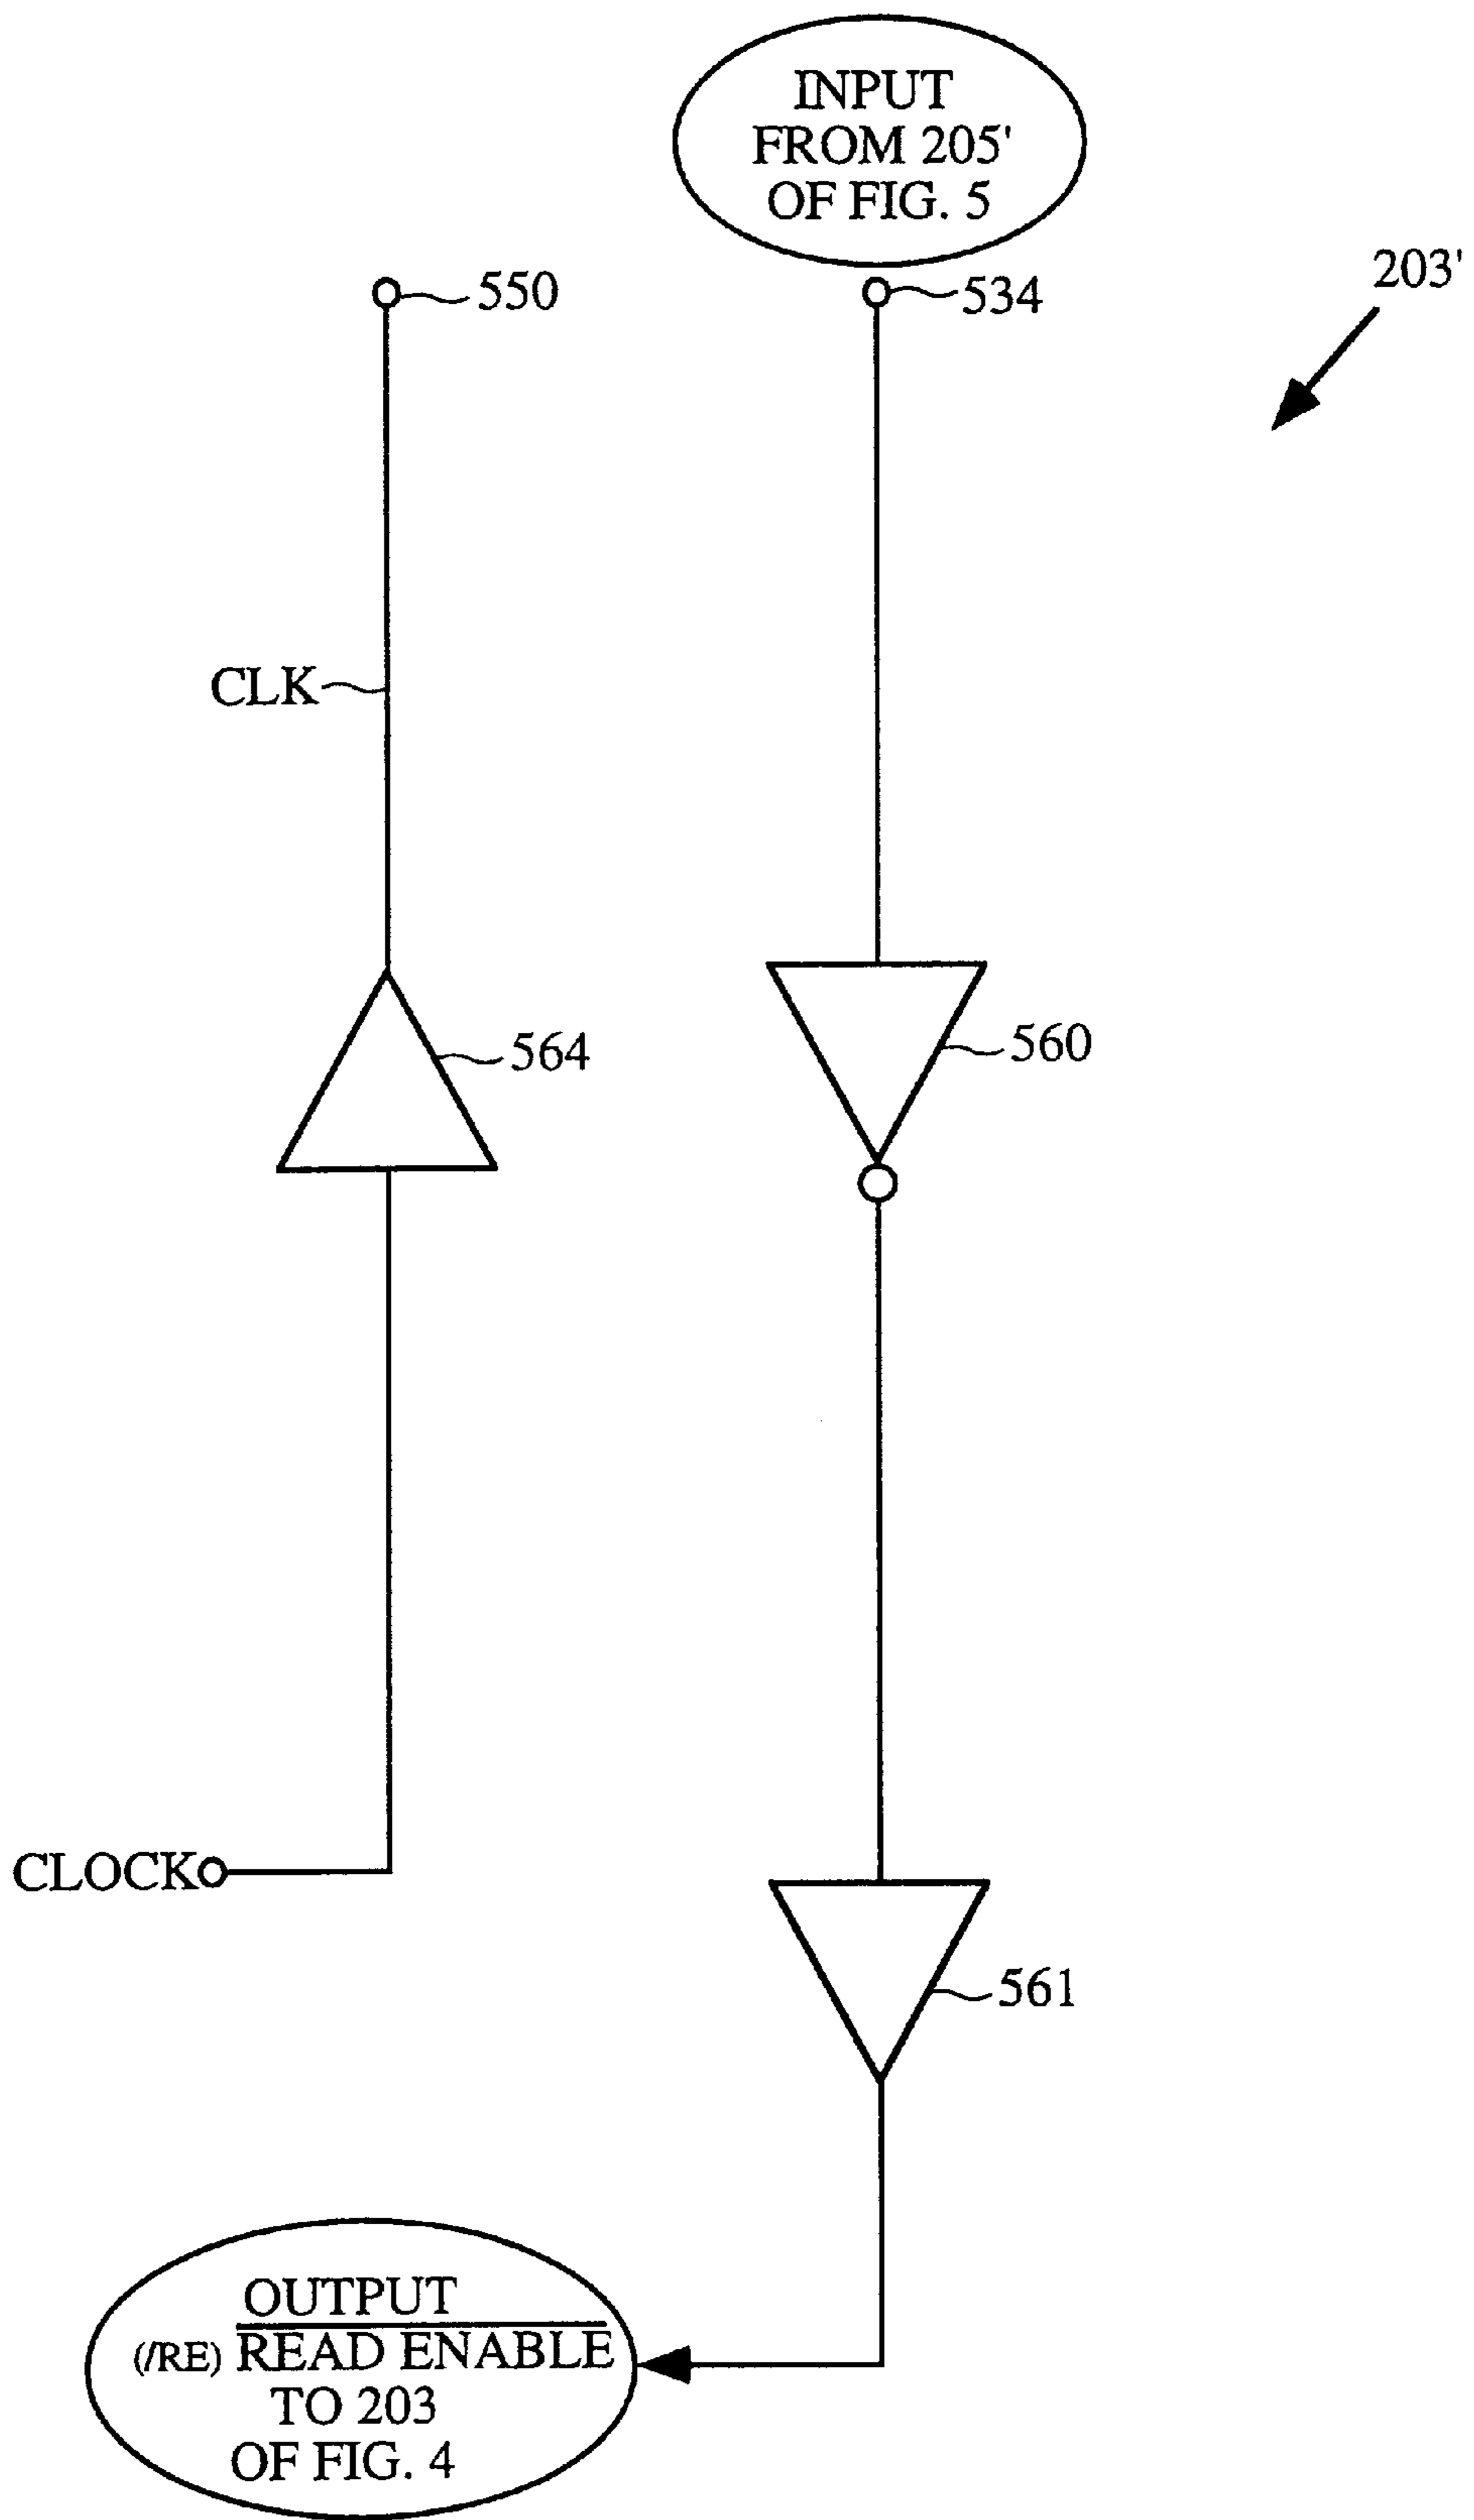 INPUT
FROM 205'
OF FIG. 5
203'
550
534
CLK
564
560
CLOCK
561
OUTPUT
(/RE) READ ENABLE
TO 203
OF FIG. 4